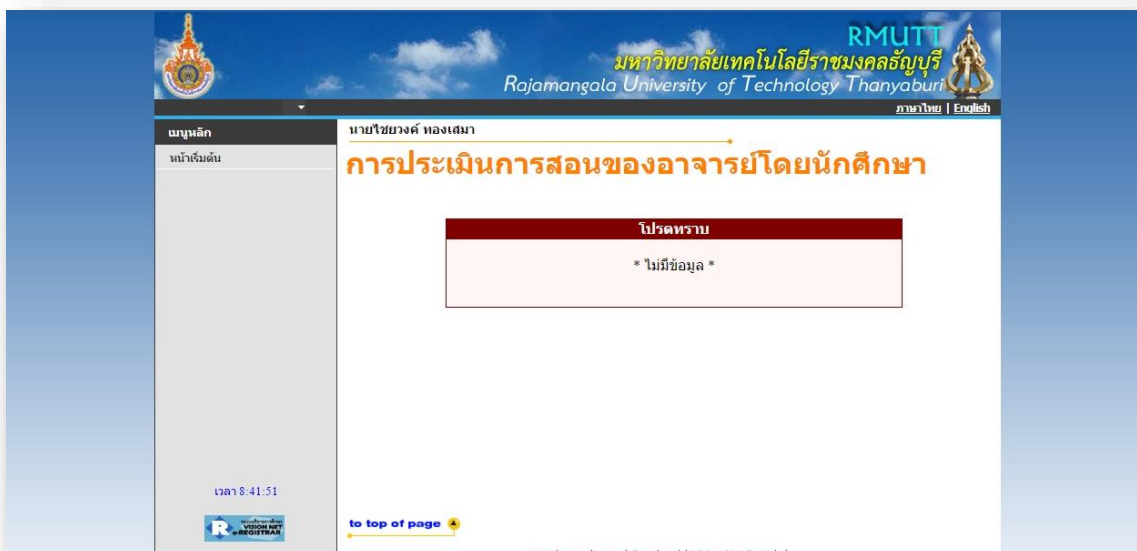 RMUTT
มหาวิทยาลัยเทคโนโลยีราชมงคลธัญบุรี
Rajamangala University of Technology Thanyaburi
ภาษาไทย | English
เมนูหลัก
หน้าเริ่มต้น
นายไชยวงค์ ทองเสมา
การประเมินการสอนของอาจารย์โดยนักศึกษา
โปรดทราบ
* ไม่มีข้อมูล *
เวลา 8:41:51
VISION NET
e-REGISTRAR
to top of page